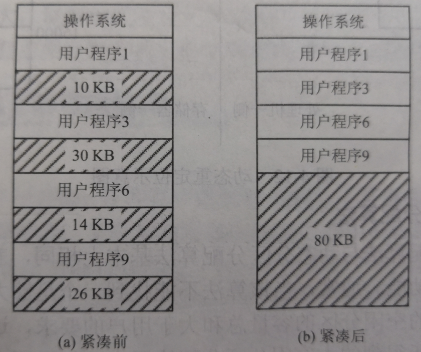 操作系统
用户程序1
10 KB
用户程序3
30 KB
用户程序6
14 KB
用户程序9
26 KB
(a) 紧凑前
操作系统
用户程序1
用户程序3
用户程序6
用户程序9
80 KB
(b) 紧凑后